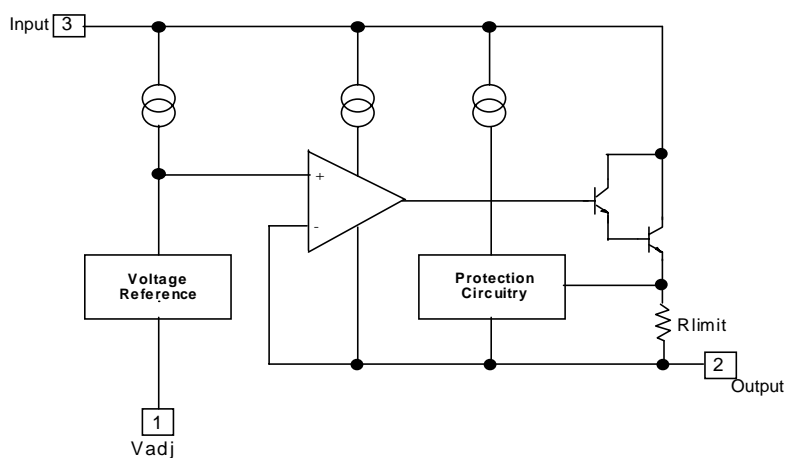 Input 3
+
-
Voltage
Reference
Protection
Circuitry
Rlimit
2
Output
1
Vadj